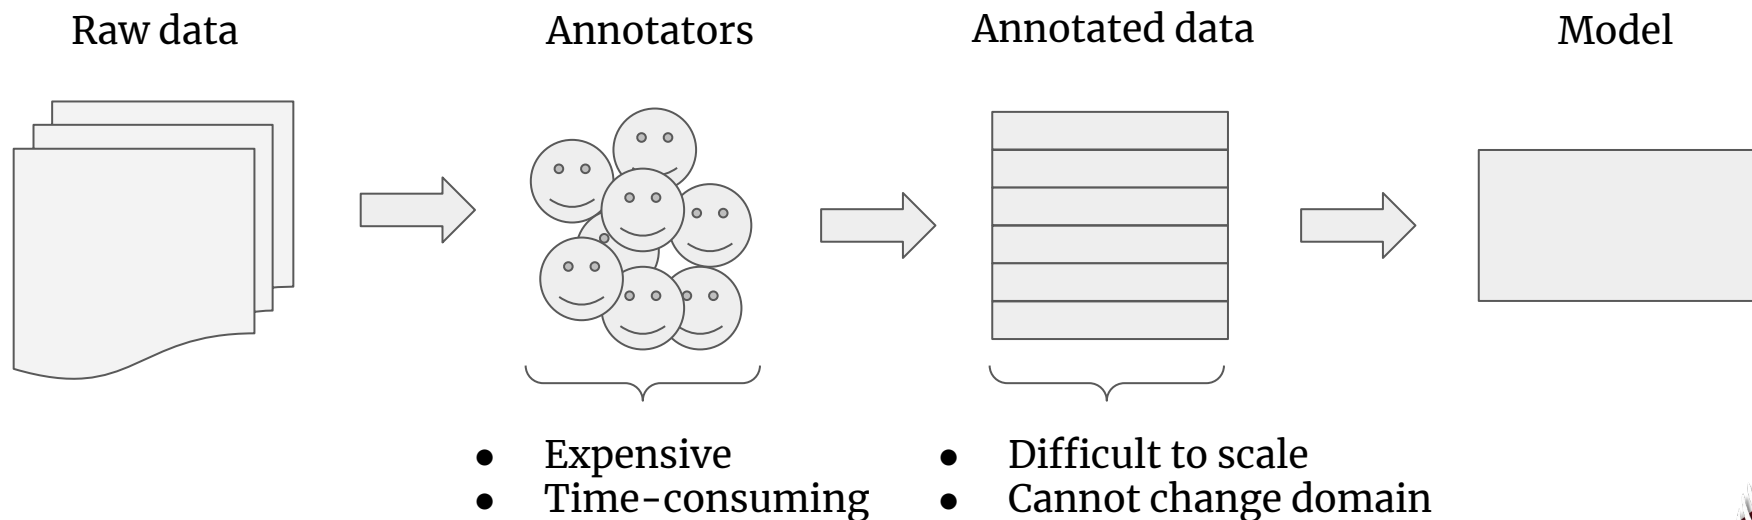 Raw data
Annotators
Annotated data
Model
● Expensive
● Time-consuming
● Difficult to scale
● Cannot change domain